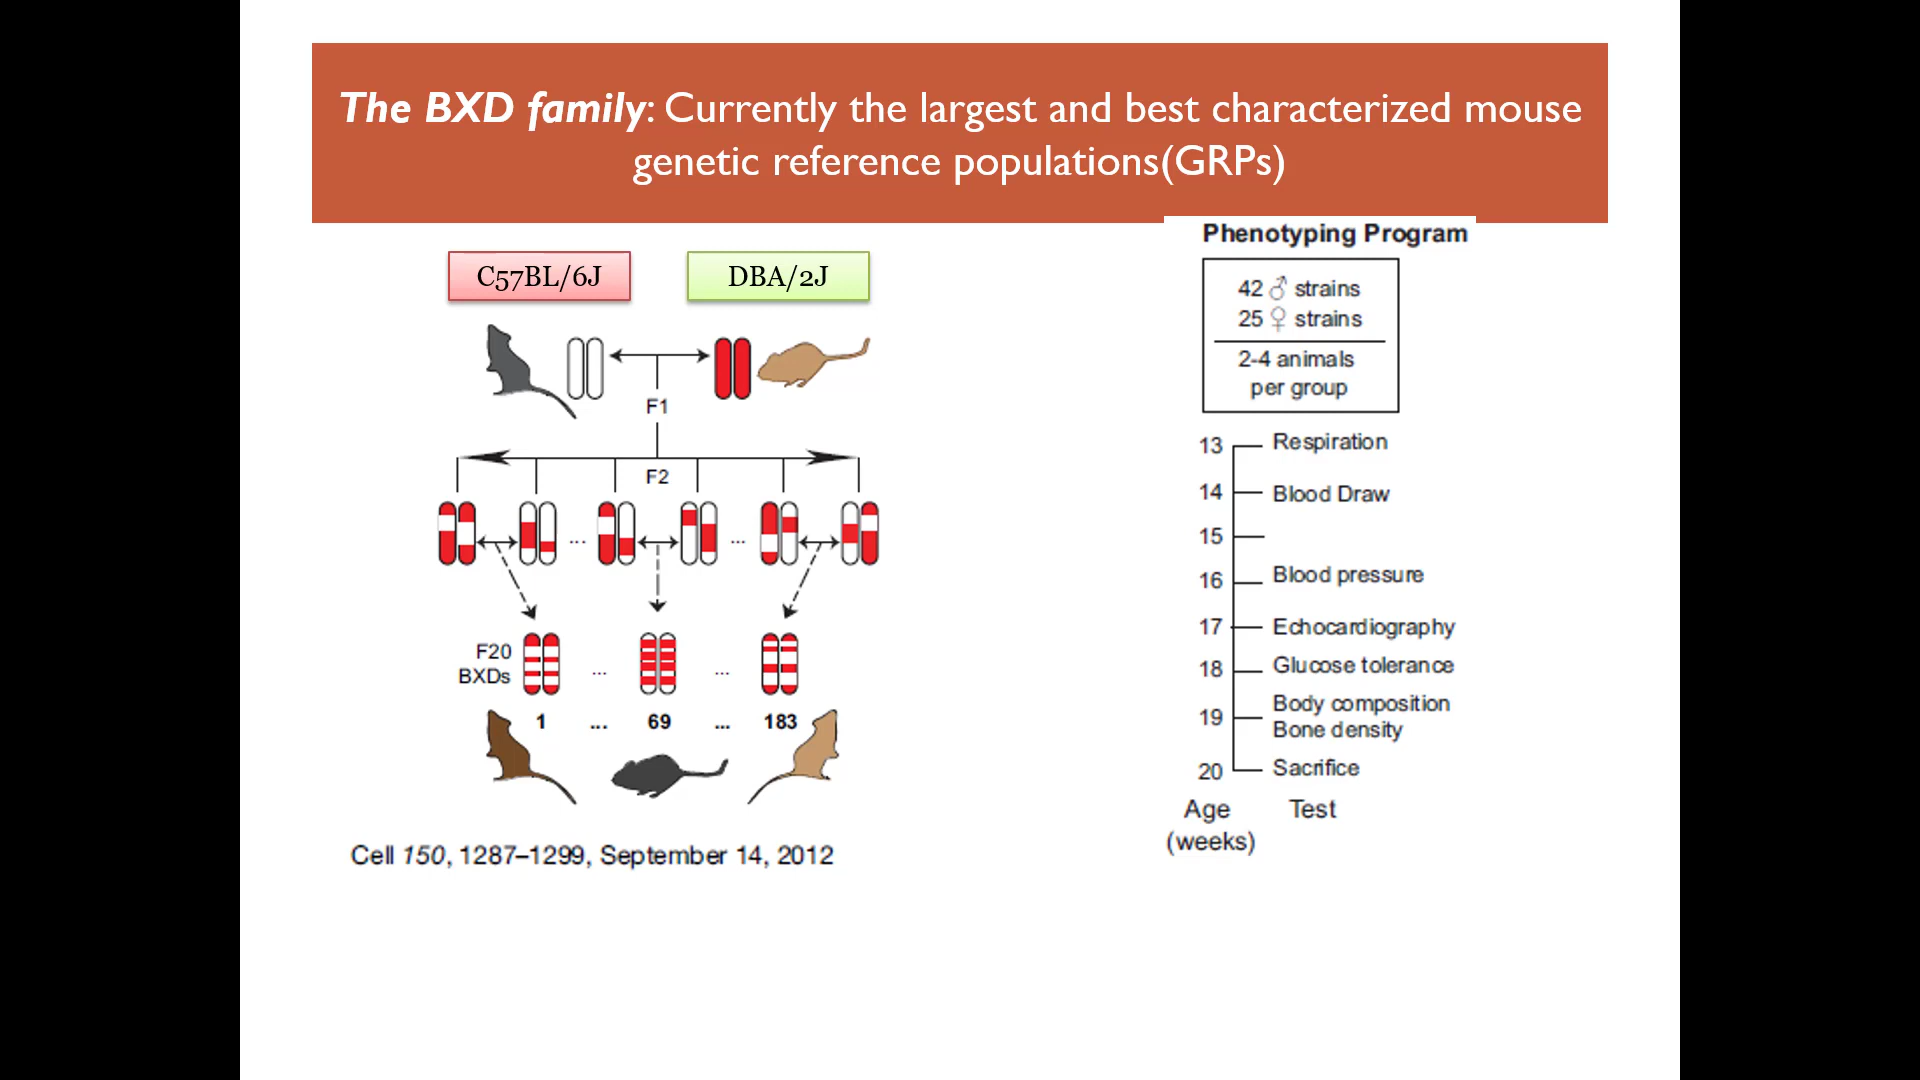 The BXD family: Currently the largest and best characterized mouse
genetic reference populations(GRPs)
C57BL/6J
DBA/2J
F1
F2
... ...
F20
BXDs
... ...
1 ... 69 ... 183
Cell 150, 1287–1299, September 14, 2012
Phenotyping Program
42 ♂ strains
25 ♀ strains
2-4 animals
per group
13 Respiration
14 Blood Draw
15
16 Blood pressure
17 Echocardiography
18 Glucose tolerance
19 Body composition
Bone density
20 Sacrifice
Age Test
(weeks)